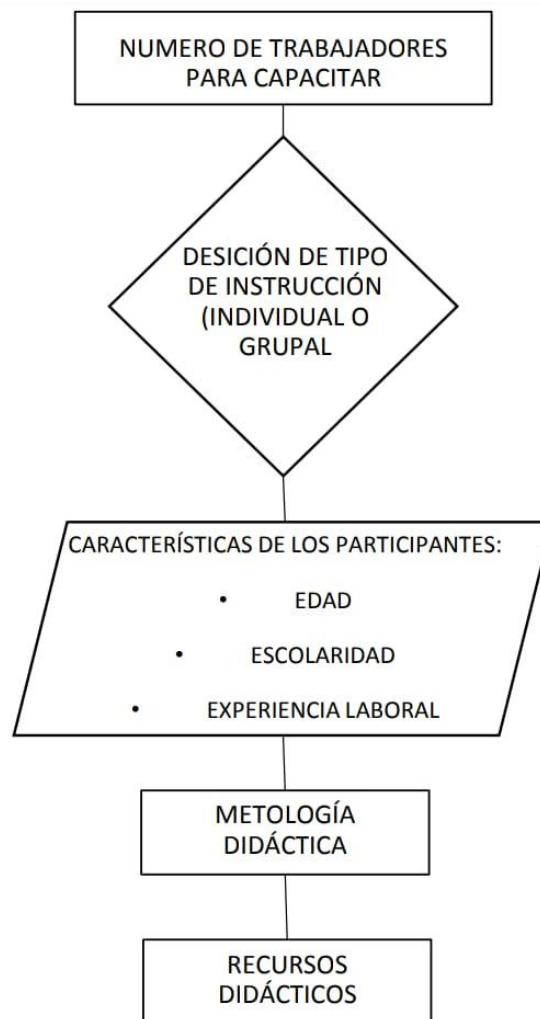 NUMERO DE TRABAJADORES
PARA CAPACITAR
DESICIÓN DE TIPO
DE INSTRUCCIÓN
(INDIVIDUAL O
GRUPAL
CARACTERÍSTICAS DE LOS PARTICIPANTES:
• EDAD
• ESCOLARIDAD
• EXPERIENCIA LABORAL
METOLOGÍA
DIDÁCTICA
RECURSOS
DIDÁCTICOS